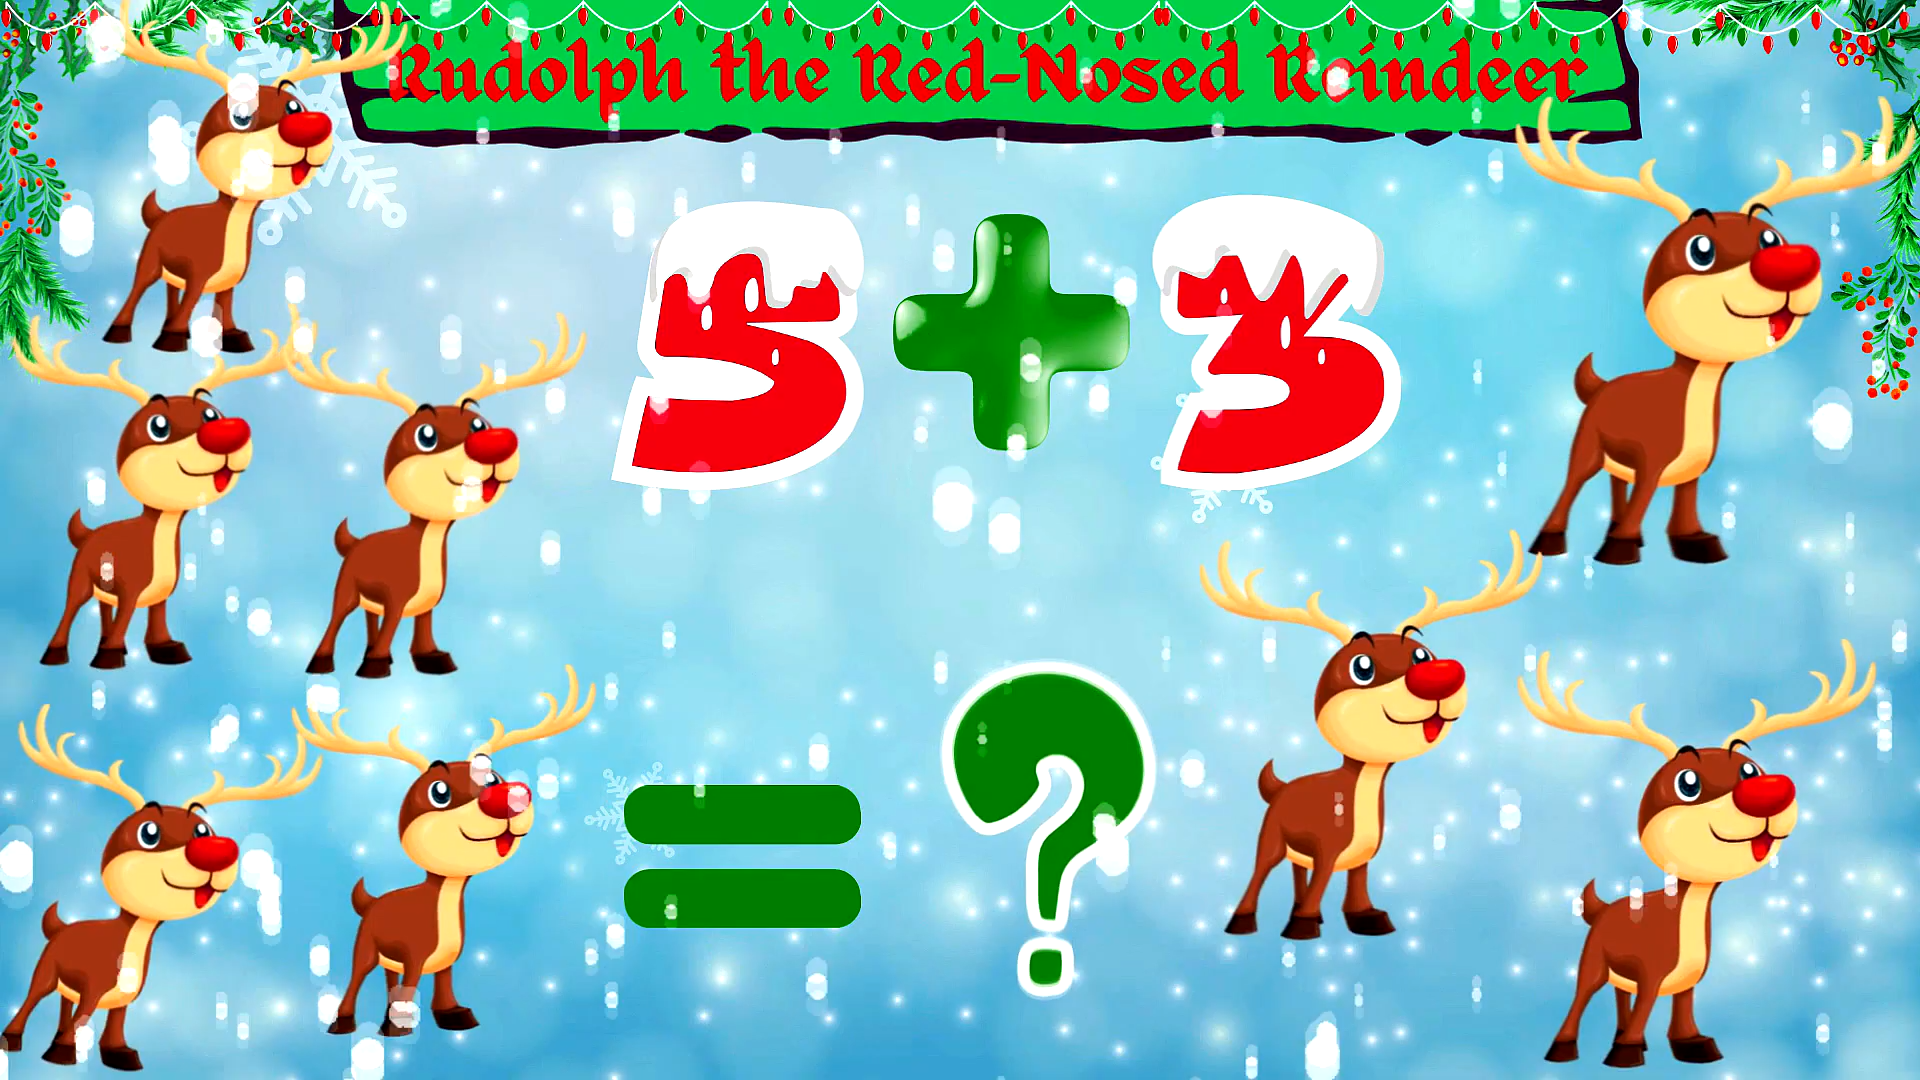 Rudolph the Red-Nosed Reindeer
5 + 3
= ?